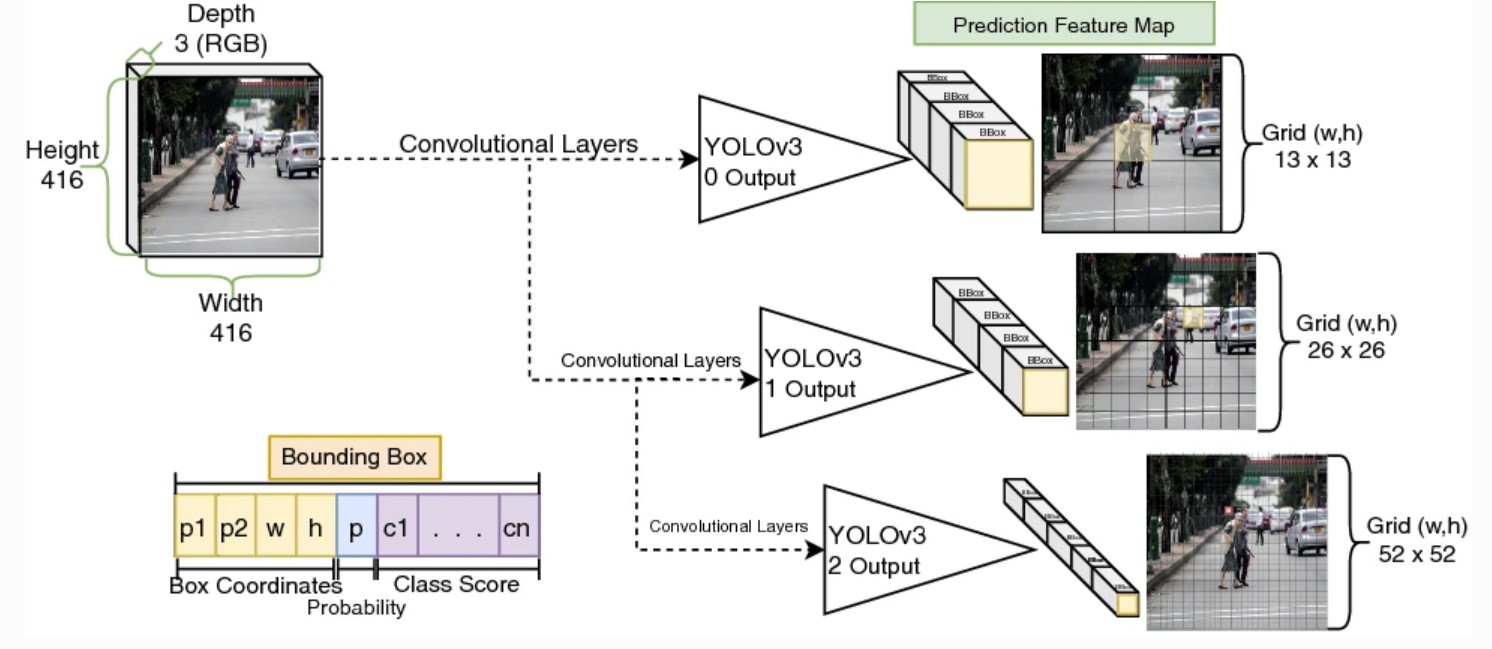 Depth
3 (RGB)
Height
416
Width
416
Convolutional Layers
YOLOv3
0 Output
Prediction Feature Map
BBox
BBox
BBox
BBox
Grid (w,h)
13 x 13
Convolutional Layers
YOLOv3
1 Output
BBox
BBox
BBox
BBox
Grid (w,h)
26 x 26
Convolutional Layers
YOLOv3
2 Output
Grid (w,h)
52 x 52
Bounding Box
p1 p2 w h p c1 . . . cn
Box Coordinates
Probability
Class Score